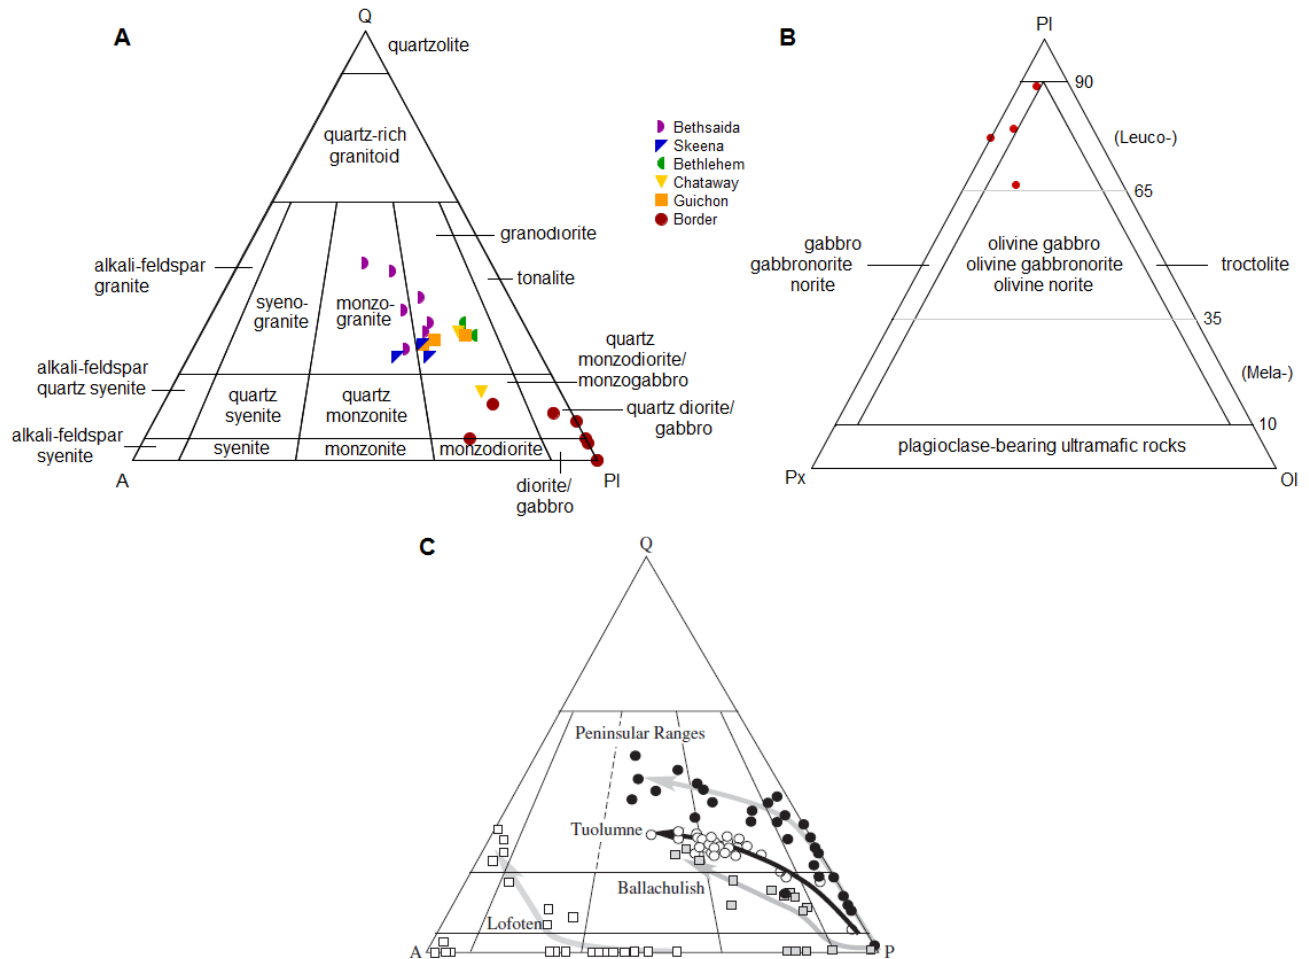 A
Q
quartzolite
quartz-rich
granitoid
granodiorite
tonalite
alkali-feldspar
granite
syeno-
granite
monzo-
granite
quartz
monzodiorite/
monzogabbro
alkali-feldspar
quartz syenite
quartz
syenite
quartz
monzonite
quartz diorite/
gabbro
alkali-feldspar
syenite
syenite
monzonite
monzodiorite
A
Pl
diorite/
gabbro
Bethsaida
Skeena
Bethlehem
Chataway
Guichon
Border
B
Pl
90
(Leuco-)
65
gabbro
gabbronorite
norite
olivine gabbro
olivine gabbronorite
olivine norite
troctolite
35
(Mela-)
10
plagioclase-bearing ultramafic rocks
Px
Ol
C
Q
Peninsular Ranges
Tuolumne
Ballachulish
Lofoten
A
P